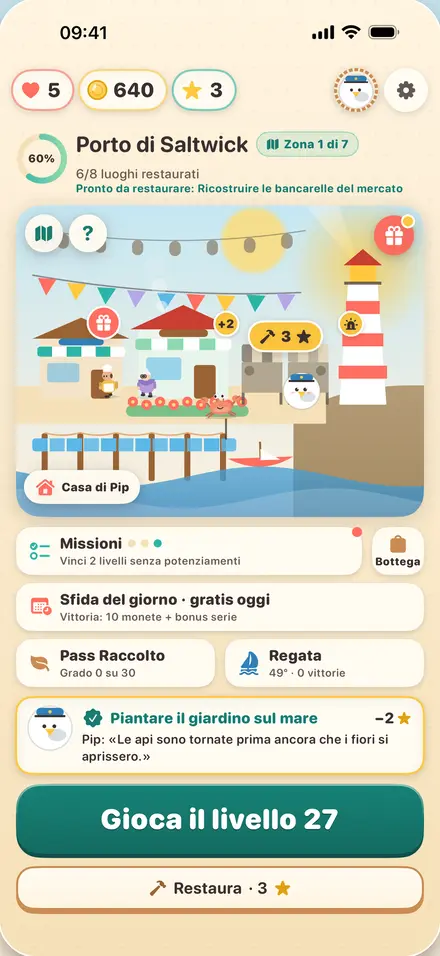 09:41
5
640
3
60%
Porto di Saltwick
Zona 1 di 7
6/8 luoghi restaurati
Pronto da restaurare: Ricostruire le bancarelle del mercato
?
+2
3
Casa di Pip
Missioni
Vinci 2 livelli senza potenziamenti
Bottega
Sfida del giorno · gratis oggi
Vittoria: 10 monete + bonus serie
Pass Raccolto
Grado 0 su 30
Regata
49° · 0 vittorie
Piantare il giardino sul mare
−2
Pip: «Le api sono tornate prima ancora che i fiori si
aprissero.»
Gioca il livello 27
Restaura · 3